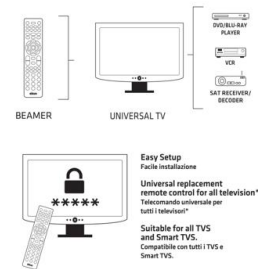 DVD/BLU-RAY
PLAYER
VCR
SAT RECEIVER/
DECODER
BEAMER
UNIVERSAL TV
Easy Setup
Facile installazione
Universal replacement
remote control for all television*
Telecomando universale per
tutti i televisori*
*****
Suitable for all TVS
and Smart TVS.
Compatibile con tutti i TVS e
Smart TVS.